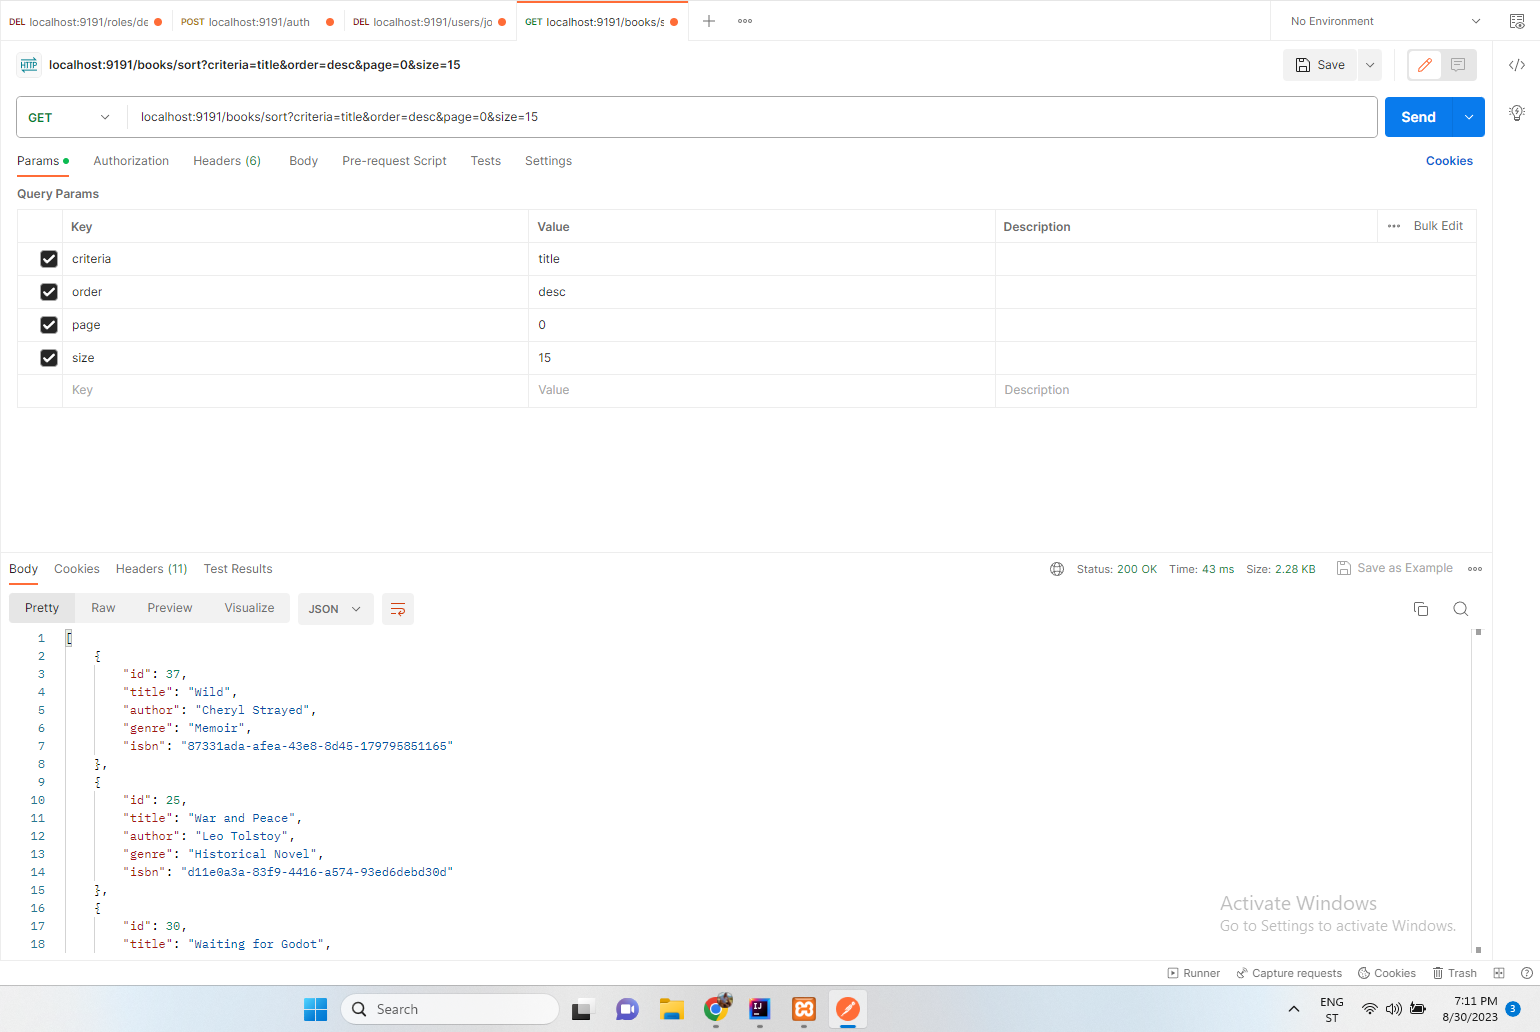 DEL localhost:9191/roles/de
POST localhost:9191/auth
DEL localhost:9191/users/jo
GET localhost:9191/books/s
No Environment
HTTP localhost:9191/books/sort?criteria=title&order=desc&page=0&size=15
Save
GET localhost:9191/books/sort?criteria=title&order=desc&page=0&size=15
Send
Params Authorization Headers (6) Body Pre-request Script Tests Settings Cookies
Query Params
Key Value Description Bulk Edit
criteria title
order desc
page 0
size 15
Key Value Description
Body Cookies Headers (11) Test Results Status: 200 OK Time: 43 ms Size: 2.28 KB Save as Example
Pretty Raw Preview Visualize JSON
1 [
2 {
3 "id": 37,
4 "title": "Wild",
5 "author": "Cheryl Strayed",
6 "genre": "Memoir",
7 "isbn": "87331ada-afea-43e8-8d45-179795851165"
8 },
9 {
10 "id": 25,
11 "title": "War and Peace",
12 "author": "Leo Tolstoy",
13 "genre": "Historical Novel",
14 "isbn": "d11e0a3a-83f9-4416-a574-93ed6debd30d"
15 },
16 {
17 "id": 30,
18 "title": "Waiting for Godot",
Activate Windows
Go to Settings to activate Windows.
Runner Capture requests Cookies Trash
Search
ENG
ST
7:11 PM
8/30/2023
3